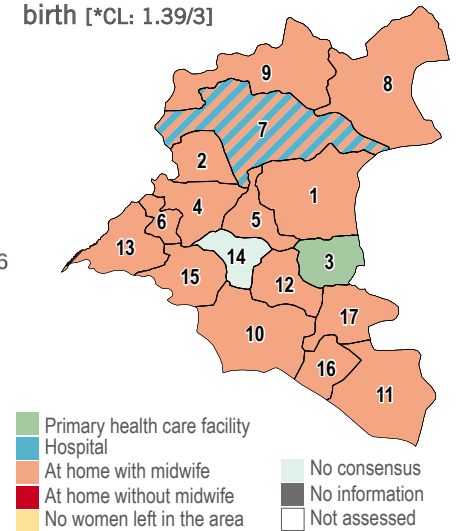 birth [*CL: 1.39/3]
9
8
7
2
1
4
5
6
13
14
3
6
15
12
17
10
16
11
Primary health care facility
Hospital
At home with midwife
At home without midwife
No women left in the area
No consensus
No information
Not assessed